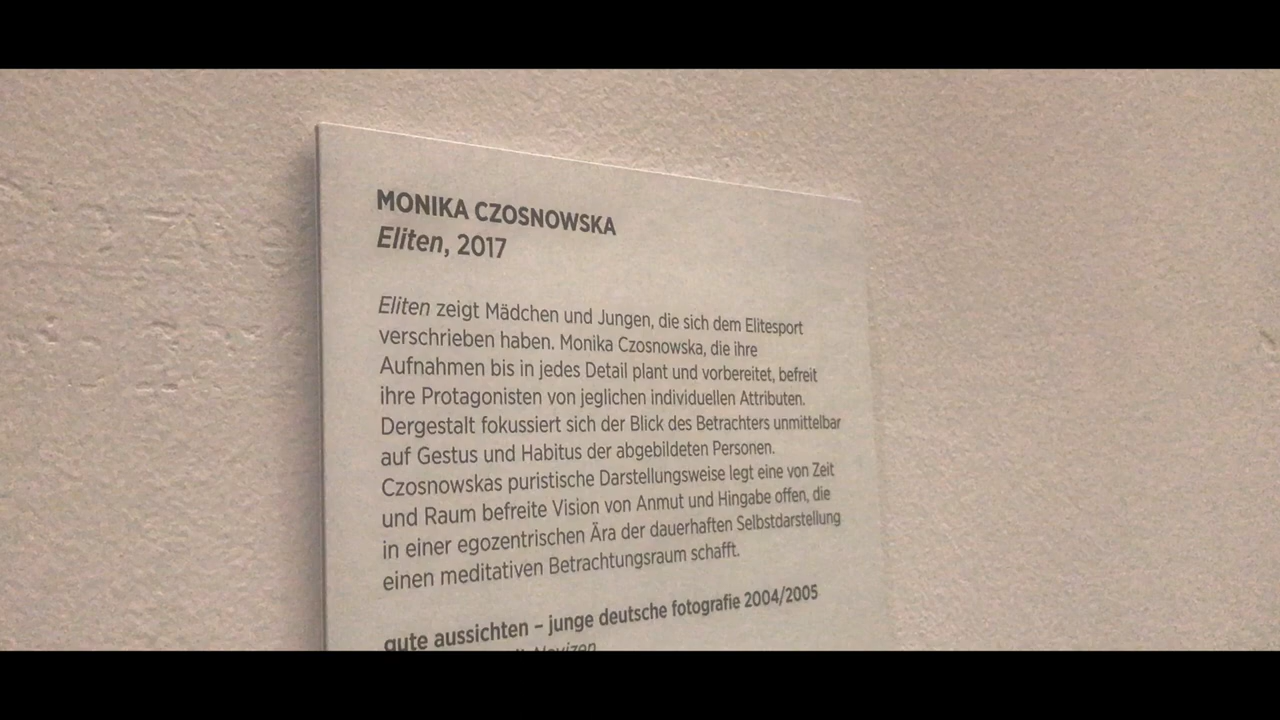 MONIKA CZOSNOWSKA
Eliten, 2017
Eliten zeigt Mädchen und Jungen, die sich dem Elitesport
verschrieben haben. Monika Czosnowska, die ihre
Aufnahmen bis in jedes Detail plant und vorbereitet, befreit
ihre Protagonisten von jeglichen individuellen Attributen.
Dergestalt fokussiert sich der Blick des Betrachters unmittelbar
auf Gestus und Habitus der abgebildeten Personen.
Czosnowskas puristische Darstellungsweise legt eine von Zeit
und Raum befreite Vision von Anmut und Hingabe offen, die
in einer egozentrischen Ära der dauerhaften Selbstdarstellung
einen meditativen Betrachtungsraum schafft.
gute aussichten – junge deutsche fotografie 2004/2005
Novizen